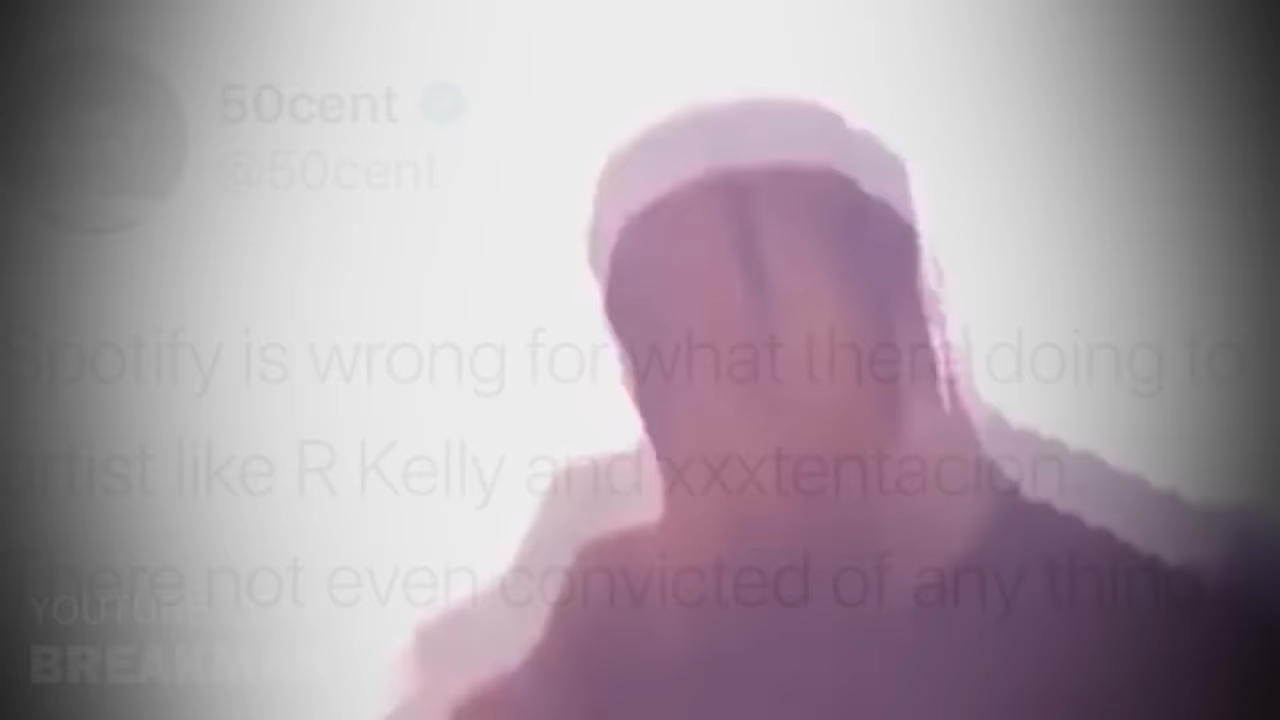 50cent
@50cent
Spotify is wrong for what them doing to
artist like R Kelly and xxxtentacion
there not even convicted of any thing
YOUTUBE